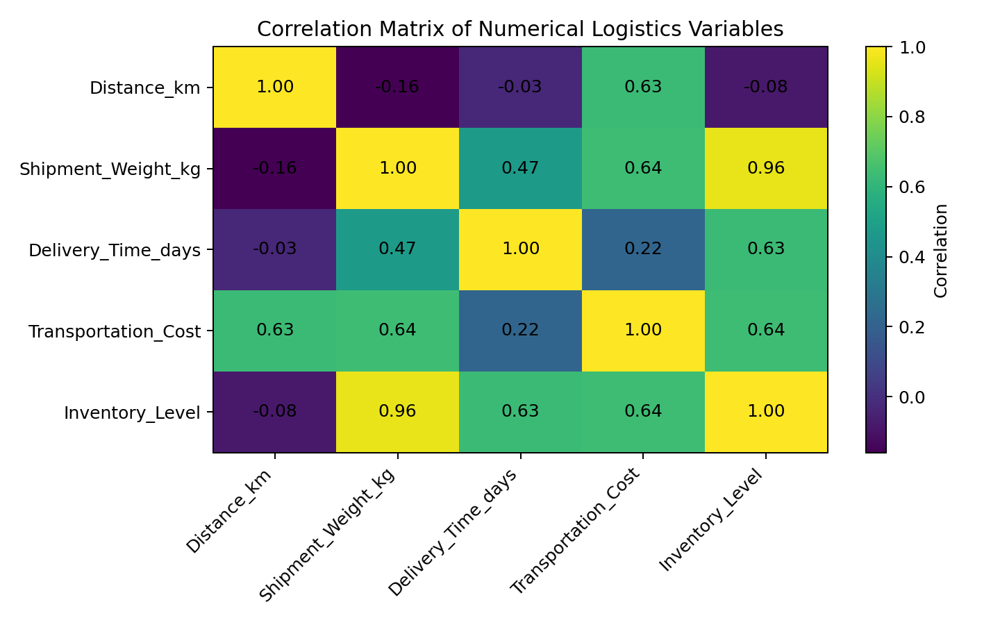 Correlation Matrix of Numerical Logistics Variables
Distance_km 1.00 -0.16 -0.03 0.63 -0.08
Shipment_Weight_kg -0.16 1.00 0.47 0.64 0.96
Delivery_Time_days -0.03 0.47 1.00 0.22 0.63
Transportation_Cost 0.63 0.64 0.22 1.00 0.64
Inventory_Level -0.08 0.96 0.63 0.64 1.00
Distance_km Shipment_Weight_kg Delivery_Time_days Transportation_Cost Inventory_Level
1.0
0.8
0.6
0.4
0.2
0.0
Correlation